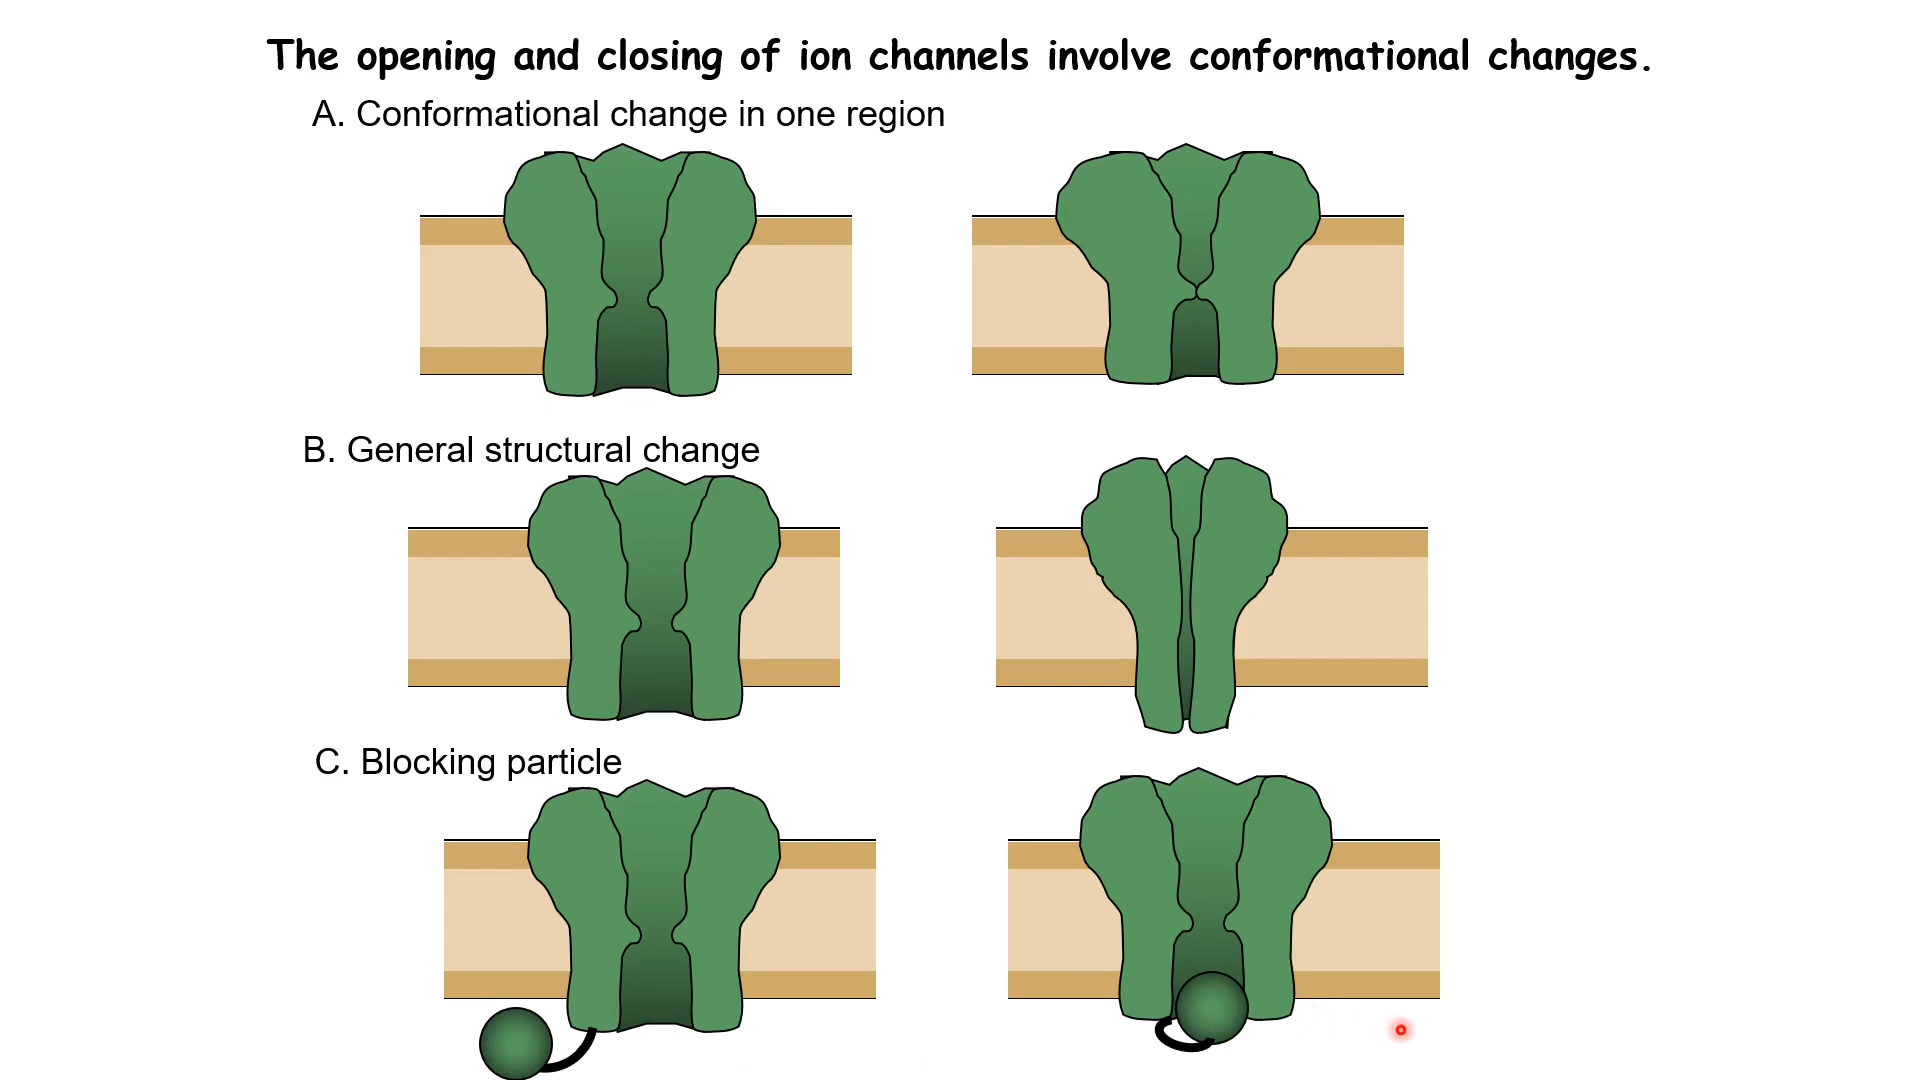 The opening and closing of ion channels involve conformational changes.
A. Conformational change in one region
B. General structural change
C. Blocking particle